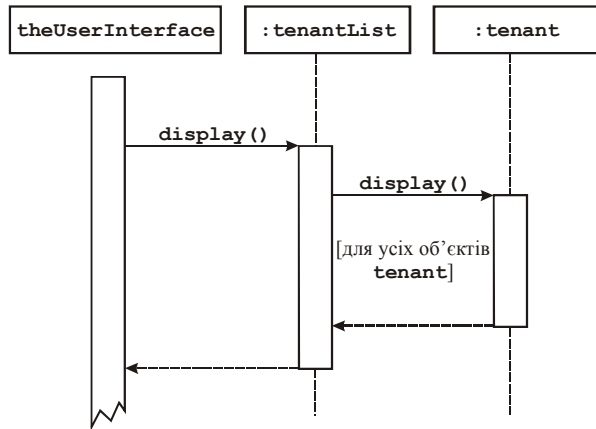 theUserInterface
:tenantList
:tenant
display()
display()
[для усіх об’єктів
tenant]